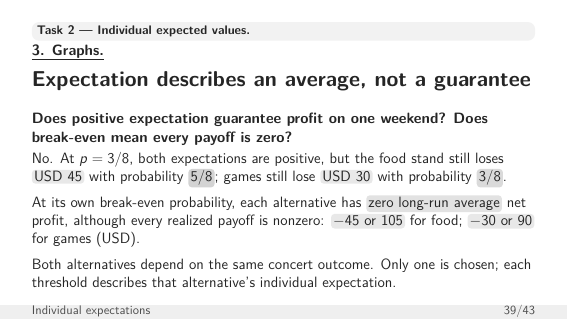 Task 2 — Individual expected values.
3. Graphs.
Expectation describes an average, not a guarantee
Does positive expectation guarantee profit on one weekend? Does
break-even mean every payoff is zero?
No. At p = 3/8, both expectations are positive, but the food stand still loses
USD 45 with probability 5/8; games still lose USD 30 with probability 3/8.
At its own break-even probability, each alternative has zero long-run average net
profit, although every realized payoff is nonzero: −45 or 105 for food; −30 or 90
for games (USD).
Both alternatives depend on the same concert outcome. Only one is chosen; each
threshold describes that alternative's individual expectation.
Individual expectations 39/43